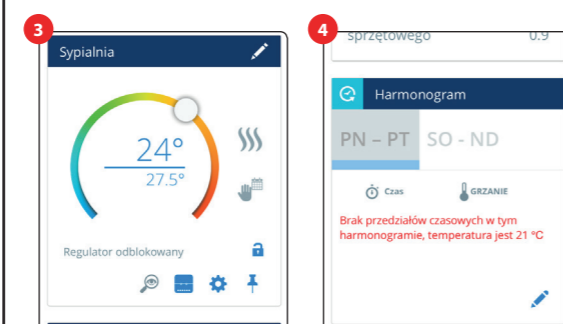 3
Sypialnia
24°
27.5°
Regulator odblokowany
4
sprzętowego 0.9
Harmonogram
PN – PT SO - ND
Czas GRZANIE
Brak przedziałów czasowych w tym
harmonogramie, temperatura jest 21 °C